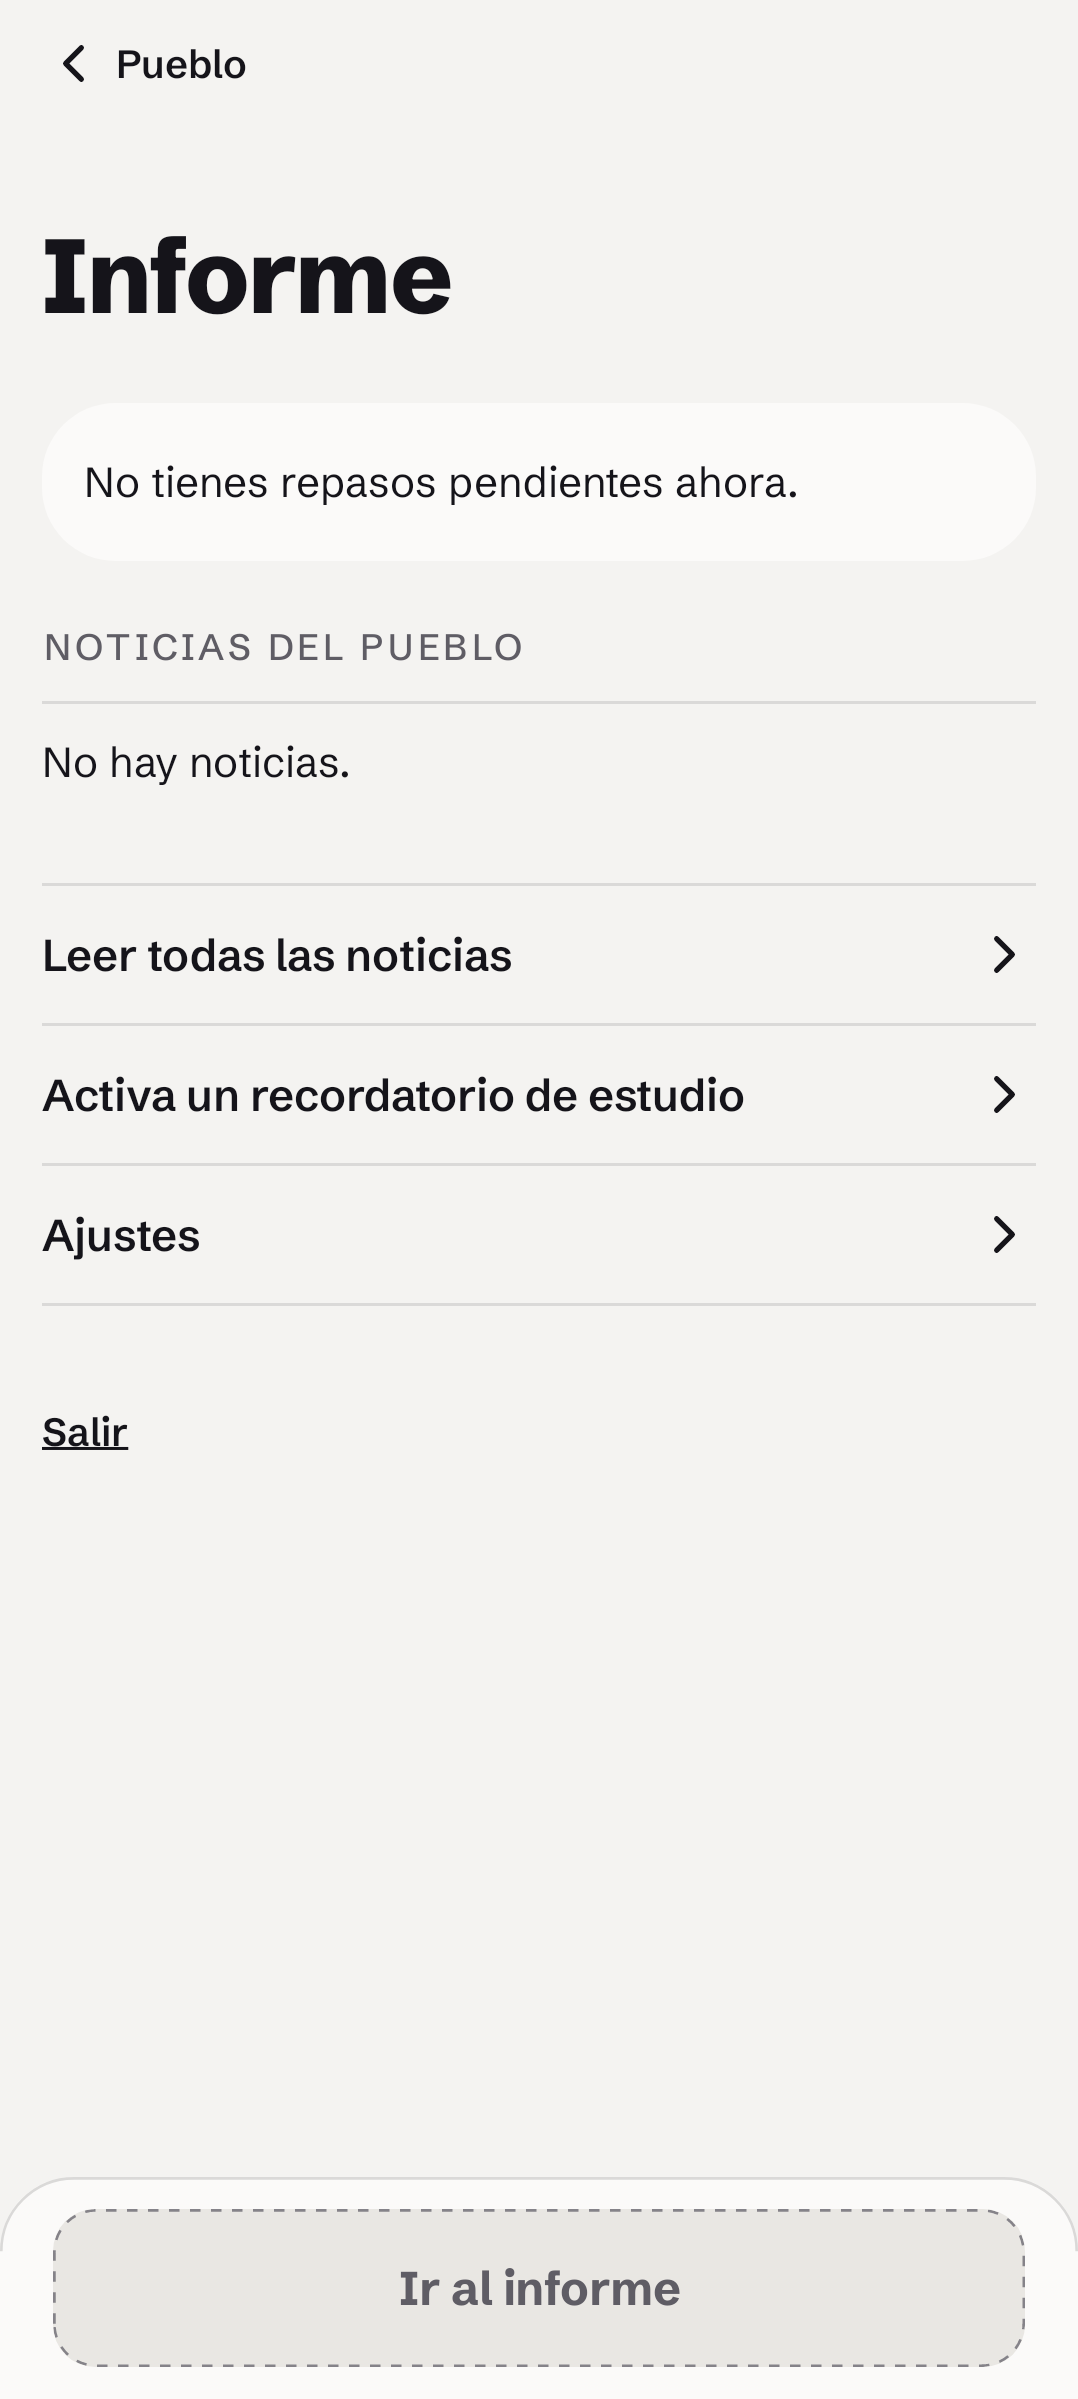 Pueblo
Informe
No tienes repasos pendientes ahora.
NOTICIAS DEL PUEBLO
No hay noticias.
Leer todas las noticias
Activa un recordatorio de estudio
Ajustes
Salir
Ir al informe